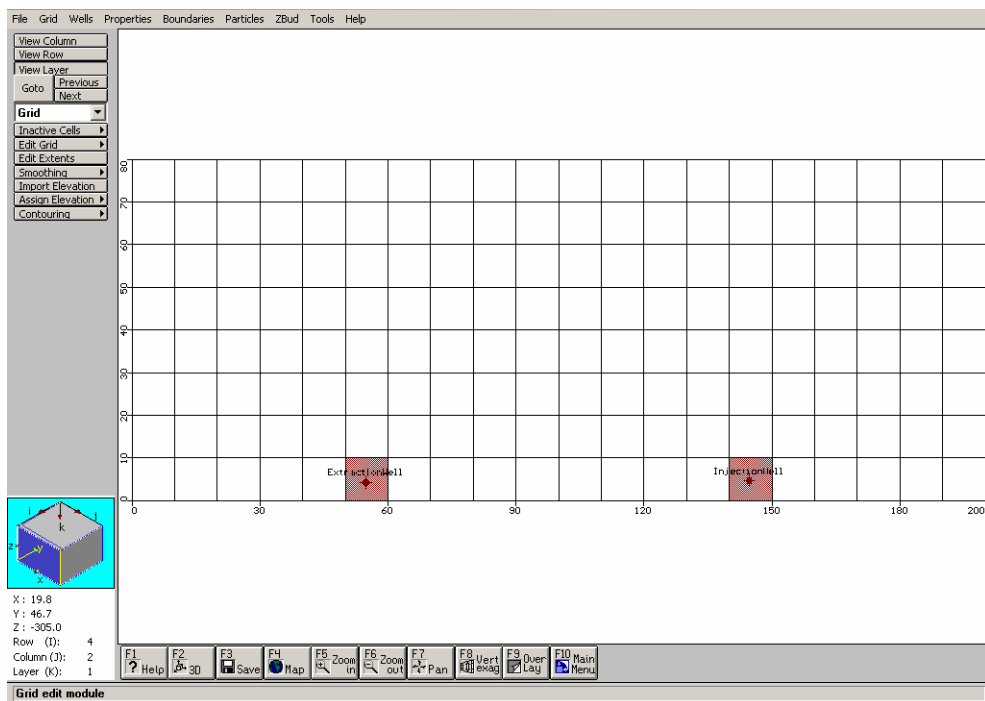 File Grid Wells Properties Boundaries Particles ZBud Tools Help
View Column
View Row
View Layer
Goto Previous
Next
Grid
Inactive Cells
Edit Grid
Edit Extents
Smoothing
Import Elevation
Assign Elevation
Contouring
80
70
60
50
40
30
20
10
0
ExtractionWell InjectionWell
0 30 60 90 120 150 180 200
i j
k
z y
x
X : 19.8
Y : 46.7
Z : -305.0
Row (I): 4
Column (J): 2
Layer (K): 1
F1 ? Help
F2 3D
F3 Save
F4 Map
F5 Zoom in
F6 Zoom out
F7 Pan
F8 Vert exag
F9 Over Lay
F10 Main Menu
Grid edit module